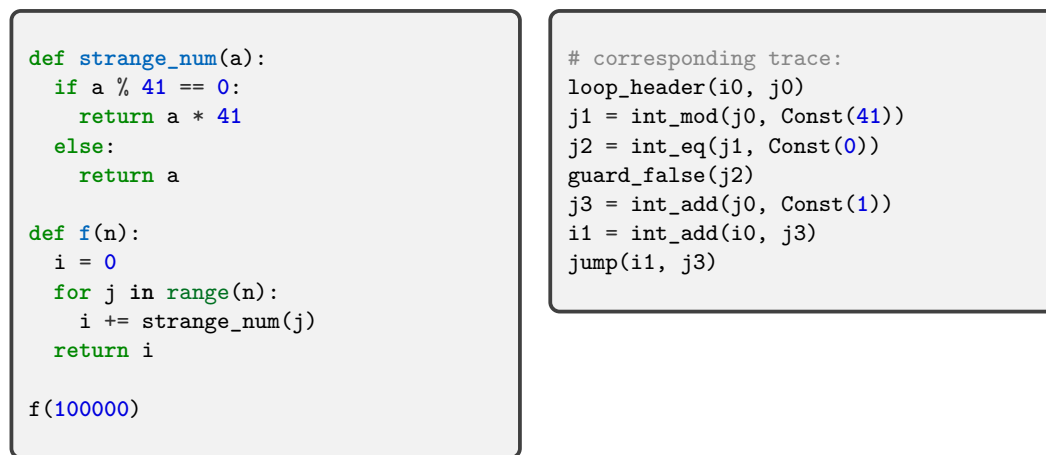 def strange_num(a):
  if a % 41 == 0:
    return a * 41
  else:
    return a

def f(n):
  i = 0
  for j in range(n):
    i += strange_num(j)
  return i

f(100000)

# corresponding trace:
loop_header(i0, j0)
j1 = int_mod(j0, Const(41))
j2 = int_eq(j1, Const(0))
guard_false(j2)
j3 = int_add(j0, Const(1))
i1 = int_add(i0, j3)
jump(i1, j3)